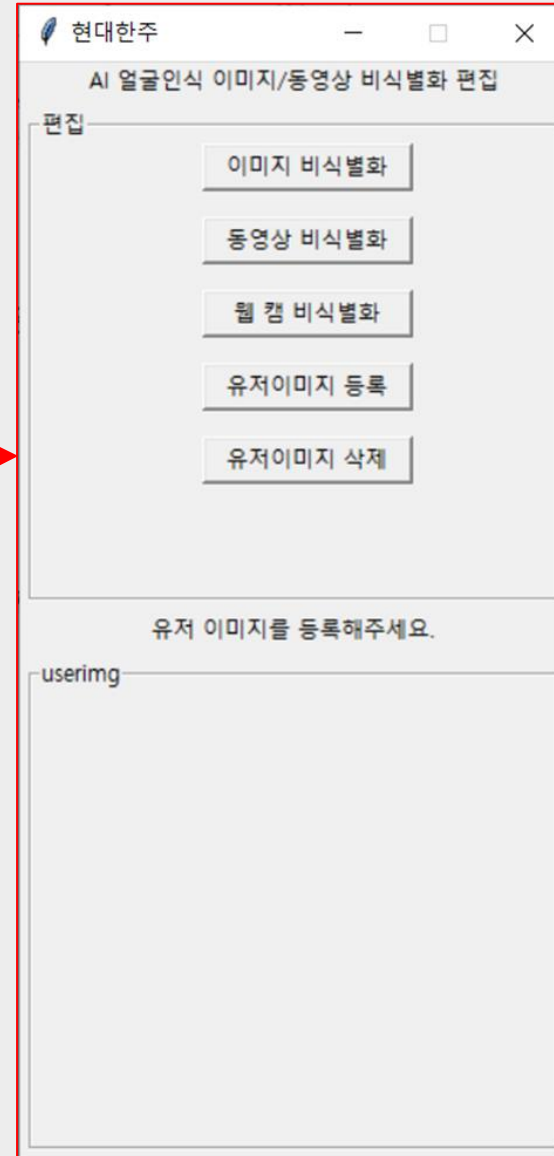 현대한주
AI 얼굴인식 이미지/동영상 비식별화 편집
편집
이미지 비식별화
동영상 비식별화
웹 캠 비식별화
유저이미지 등록
유저이미지 삭제
유저 이미지를 등록해주세요.
userimg